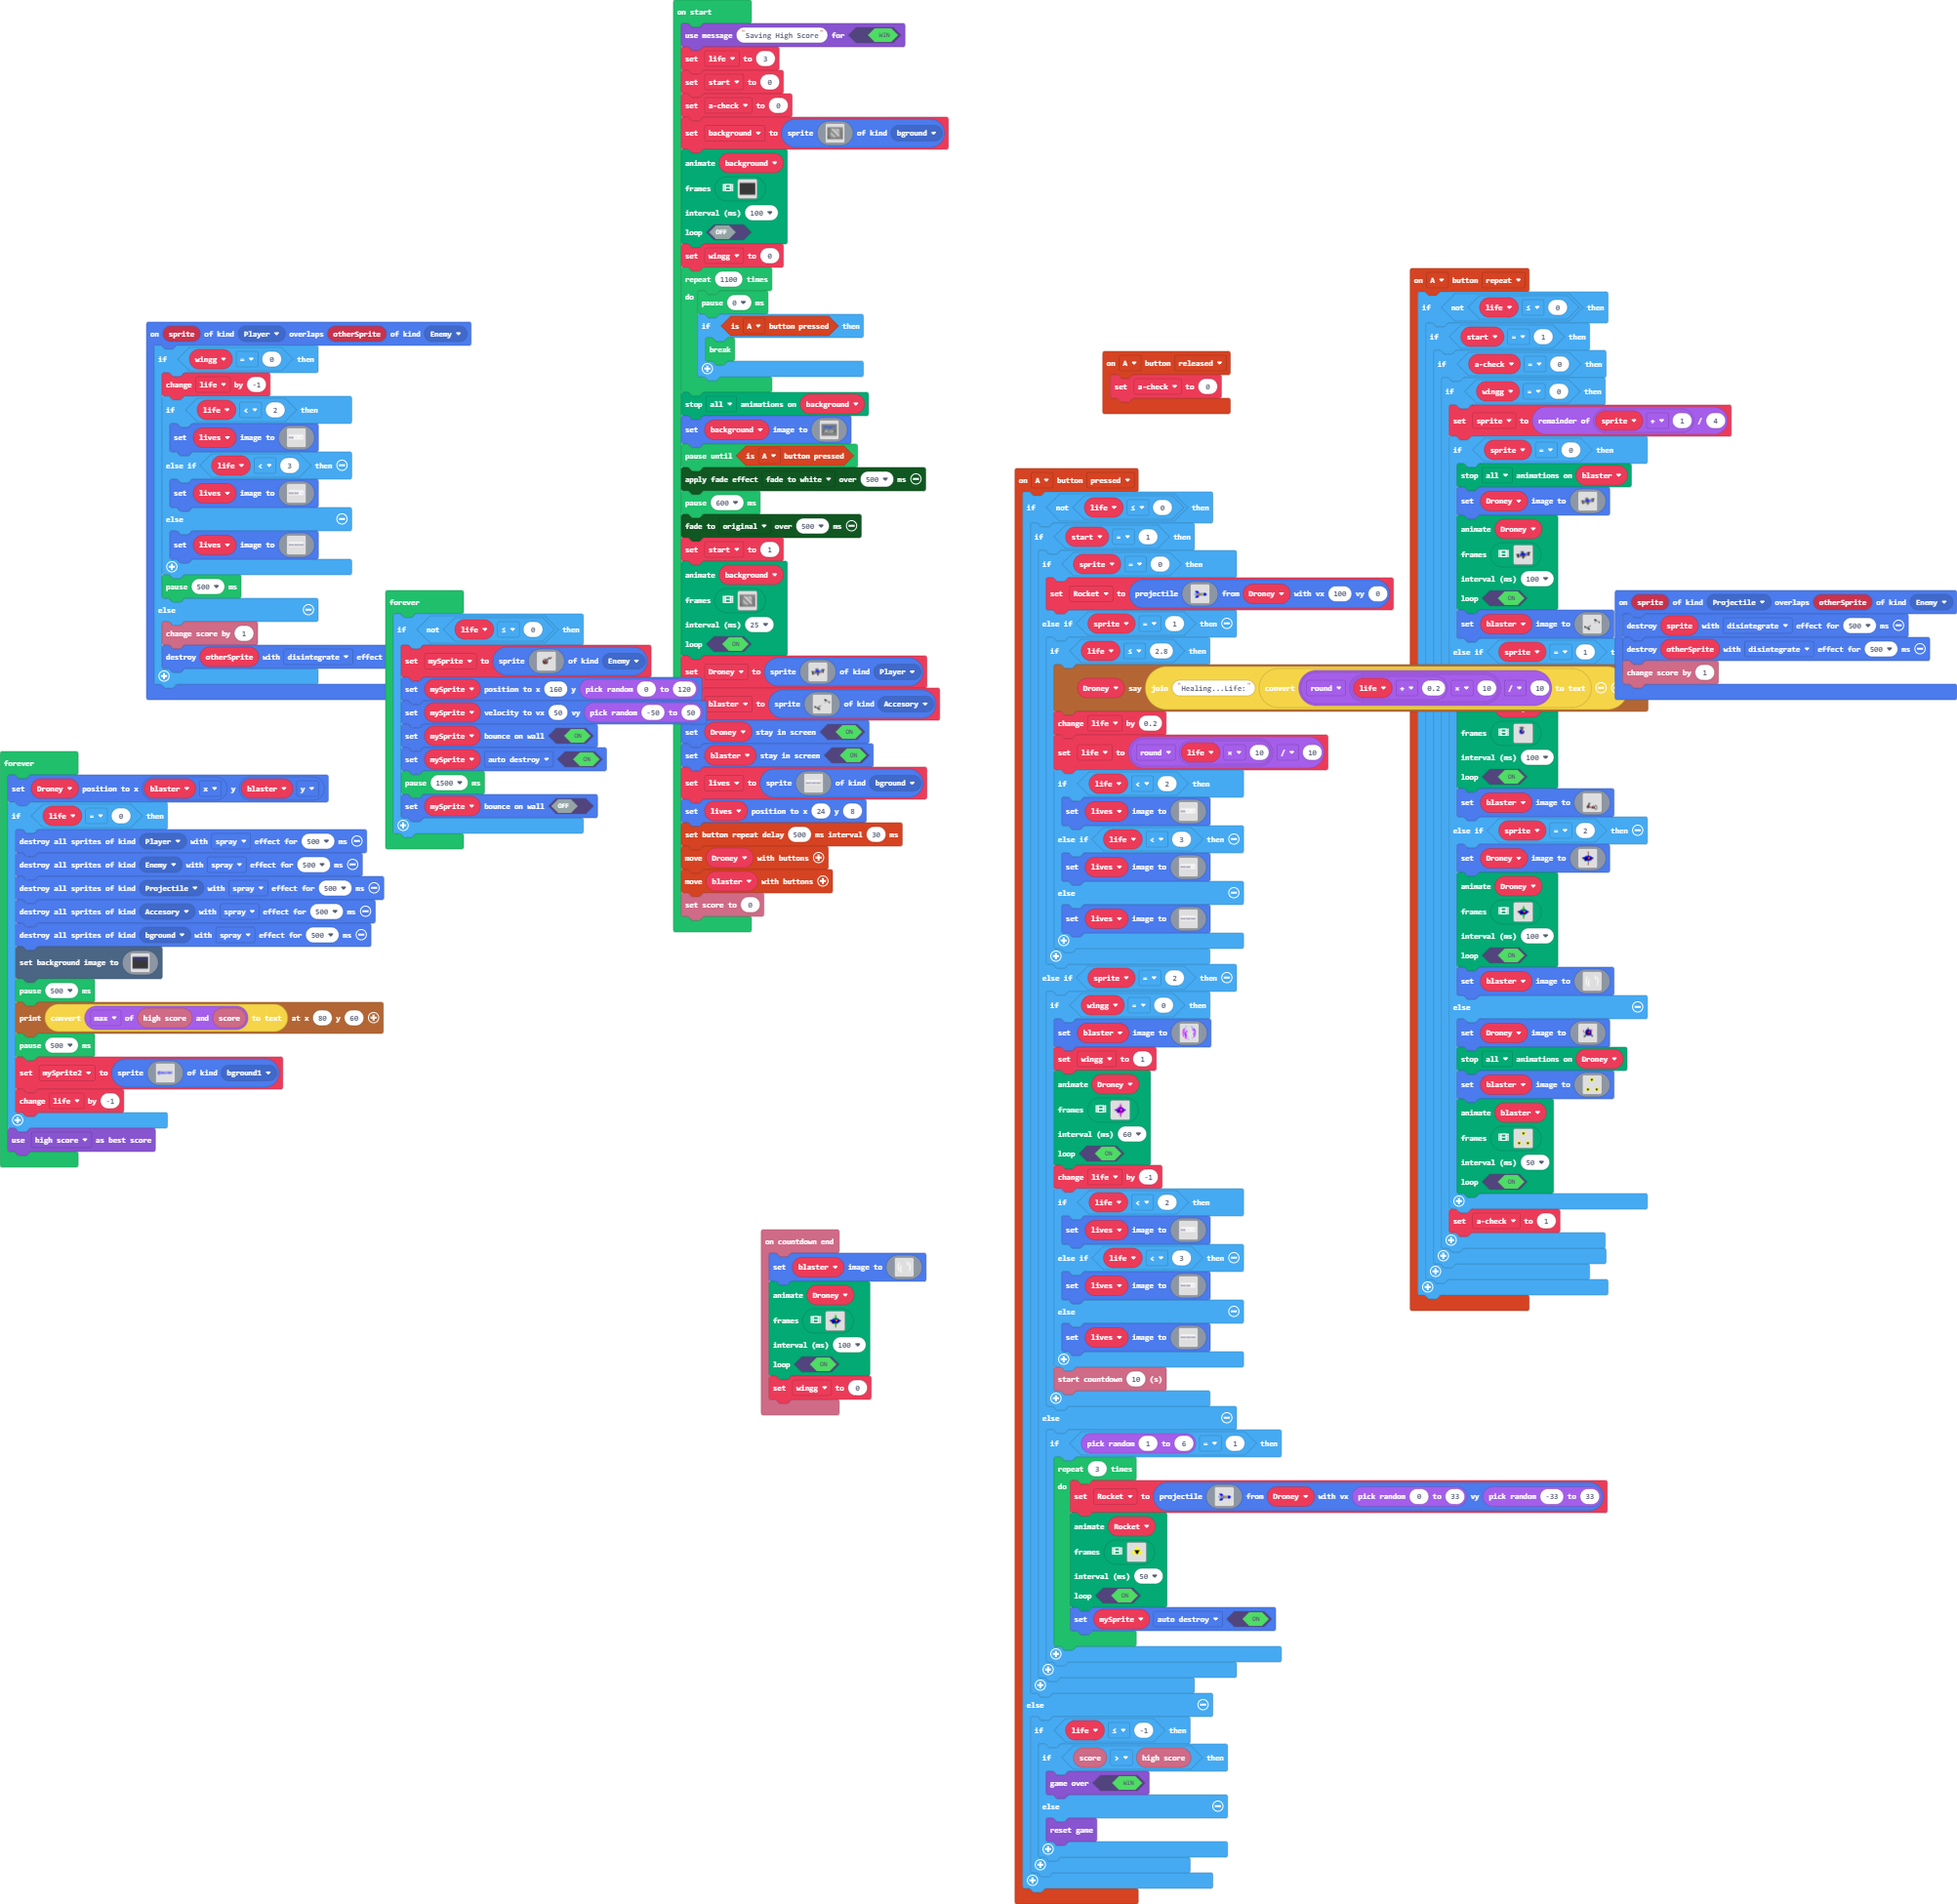 on start
use message "Saving High Score" for WIN
set life to 3
set start to 0
set a-check to 0
set background to sprite of kind bground
animate background
frames
interval (ms) 100
loop OFF
set wingg to 0
repeat 1100 times
do pause 0 ms
if is A button pressed then
break
stop all animations on background
set background image to
pause until is A button pressed
apply fade effect fade to white over 500 ms
pause 600 ms
fade to original over 500 ms
set start to 1
animate background
frames
interval (ms) 25
loop ON
set Droney to sprite of kind Player
blaster to sprite of kind Accesory
set Droney stay in screen ON
set blaster stay in screen ON
set lives to sprite of kind bground
set lives position to x 24 y 8
set button repeat delay 500 ms interval 30 ms
move Droney with buttons
move blaster with buttons
set score to 0
on sprite of kind Player overlaps otherSprite of kind Enemy
if wingg = 0 then
change life by -1
if life < 2 then
set lives image to
else if life < 3 then
set lives image to
else
set lives image to
pause 500 ms
else
change score by 1
destroy otherSprite with disintegrate effect
forever
if not life ≤ 0 then
set mySprite to sprite of kind Enemy
set mySprite position to x 160 y pick random 0 to 120
set mySprite velocity to vx 50 vy pick random -50 to 50
set mySprite bounce on wall ON
set mySprite auto destroy ON
pause 1500 ms
set mySprite bounce on wall OFF
forever
set Droney position to x blaster x y blaster y
if life = 0 then
destroy all sprites of kind Player with spray effect for 500 ms
destroy all sprites of kind Enemy with spray effect for 500 ms
destroy all sprites of kind Projectile with spray effect for 500 ms
destroy all sprites of kind Accesory with spray effect for 500 ms
destroy all sprites of kind bground with spray effect for 500 ms
set background image to
pause 500 ms
print convert max of high score and score to text at x 80 y 60
pause 500 ms
set mySprite2 to sprite of kind bground1
change life by -1
use high score as best score
on countdown end
set blaster image to
animate Droney
frames
interval (ms) 100
loop ON
set wingg to 0
on A button released
set a-check to 0
on A button pressed
if not life ≤ 0 then
if start = 1 then
if sprite = 0 then
set Rocket to projectile from Droney with vx 100 vy 0
else if sprite = 1 then
if life ≤ 2.8 then
Droney say join "Healing...Life:" convert round life + 0.2 × 10 / 10 to text
change life by 0.2
set life to round life × 10 / 10
if life < 2 then
set lives image to
else if life < 3 then
set lives image to
else
set lives image to
else if sprite = 2 then
if wingg = 0 then
set blaster image to
set wingg to 1
animate Droney
frames
interval (ms) 60
loop ON
change life by -1
if life < 2 then
set lives image to
else if life < 3 then
set lives image to
else
set lives image to
start countdown 10 (s)
else
if pick random 1 to 6 = 1 then
repeat 3 times
do set Rocket to projectile from Droney with vx pick random 0 to 33 vy pick random -33 to 33
animate Rocket
frames
interval (ms) 50
loop ON
set mySprite auto destroy ON
else
if life ≤ -1 then
if score > high score then
game over WIN
else
reset game
on A button repeat
if not life ≤ 0 then
if start = 1 then
if a-check = 0 then
if wingg = 0 then
set sprite to remainder of sprite + 1 / 4
if sprite = 0 then
stop all animations on blaster
set Droney image to
animate Droney
frames
interval (ms) 100
loop ON
set blaster image to
else if sprite = 1
frames
interval (ms) 100
loop ON
set blaster image to
else if sprite = 2 then
set Droney image to
animate Droney
frames
interval (ms) 100
loop ON
set blaster image to
else
set Droney image to
stop all animations on Droney
set blaster image to
animate blaster
frames
interval (ms) 50
loop ON
set a-check to 1
on sprite of kind Projectile overlaps otherSprite of kind Enemy
destroy sprite with disintegrate effect for 500 ms
destroy otherSprite with disintegrate effect for 500 ms
change score by 1